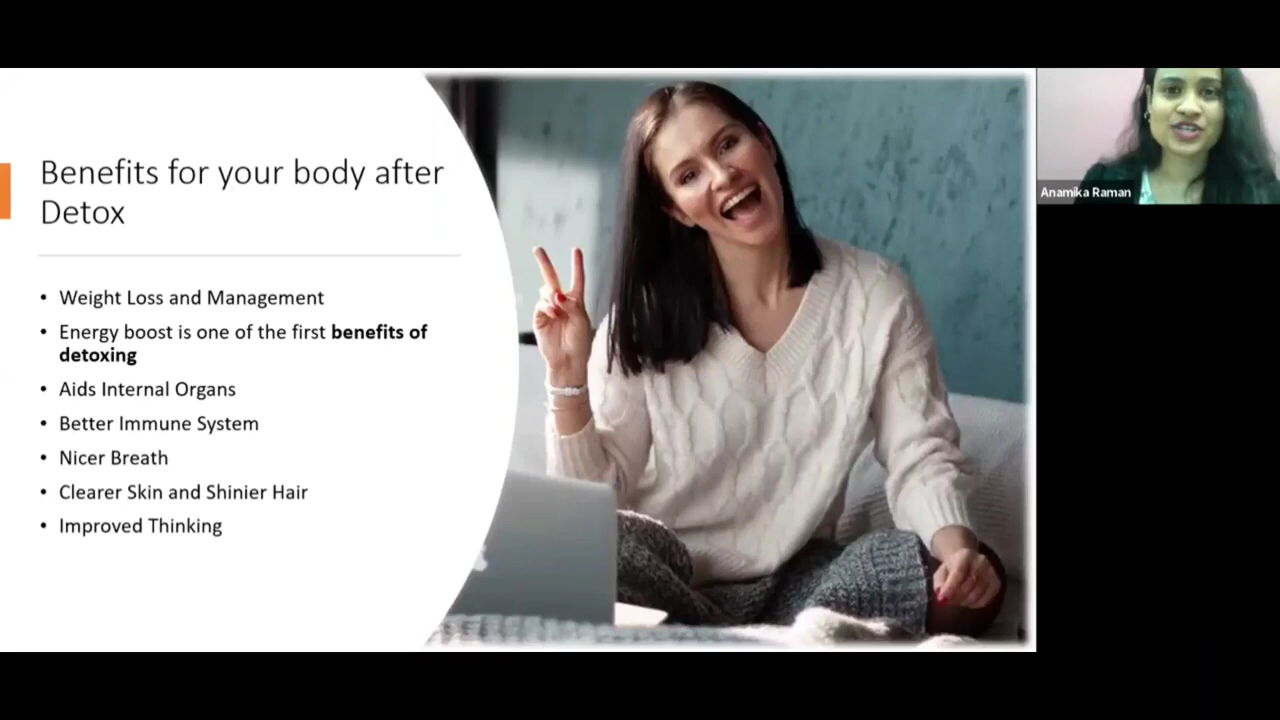 Benefits for your body after
Detox
• Weight Loss and Management
• Energy boost is one of the first benefits of
detoxing
• Aids Internal Organs
• Better Immune System
• Nicer Breath
• Clearer Skin and Shinier Hair
• Improved Thinking
Anamika Raman